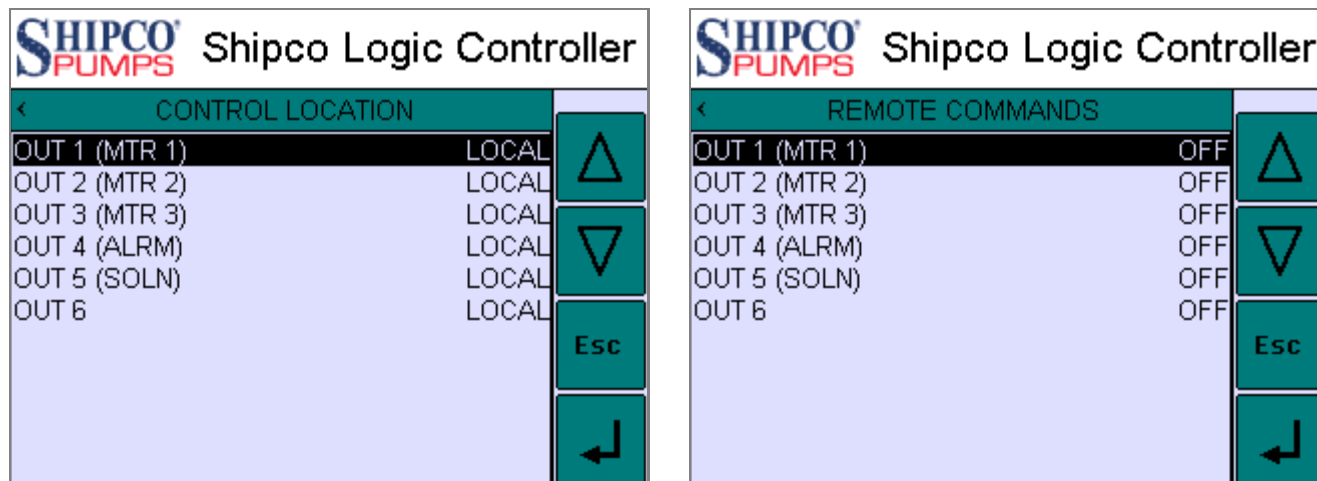 SHIPCO® PUMPS Shipco Logic Controller
< CONTROL LOCATION
OUT 1 (MTR 1) LOCAL
OUT 2 (MTR 2) LOCAL
OUT 3 (MTR 3) LOCAL
OUT 4 (ALRM) LOCAL
OUT 5 (SOLN) LOCAL
OUT 6 LOCAL
Esc
SHIPCO® PUMPS Shipco Logic Controller
< REMOTE COMMANDS
OUT 1 (MTR 1) OFF
OUT 2 (MTR 2) OFF
OUT 3 (MTR 3) OFF
OUT 4 (ALRM) OFF
OUT 5 (SOLN) OFF
OUT 6 OFF
Esc